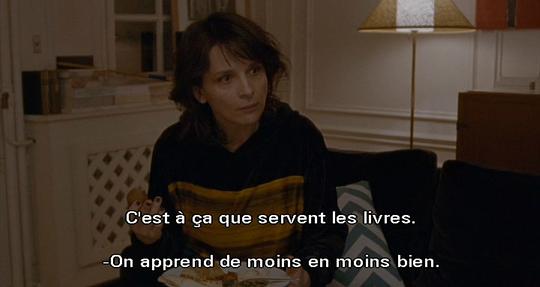 C'est à ça que servent les livres.
-On apprend de moins en moins bien.